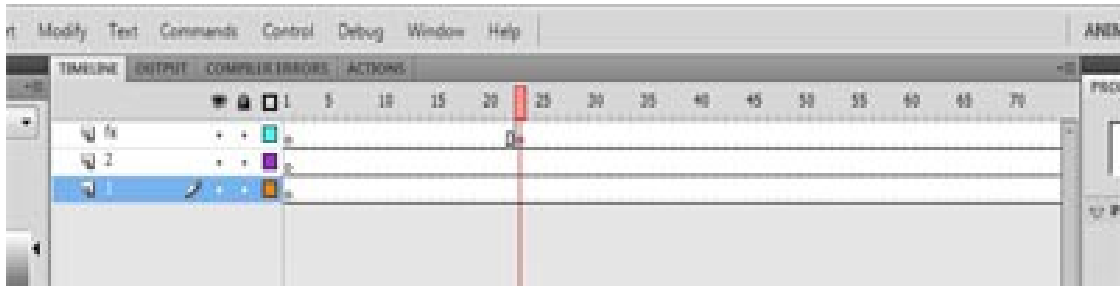 Modify Text Commands Control Debug Window Help ANIM
TIMELINE OUTPUT COMPILER ERRORS ACTIONS
1 5 10 15 20 25 30 35 40 45 50 55 60 65 70
fx
2
1